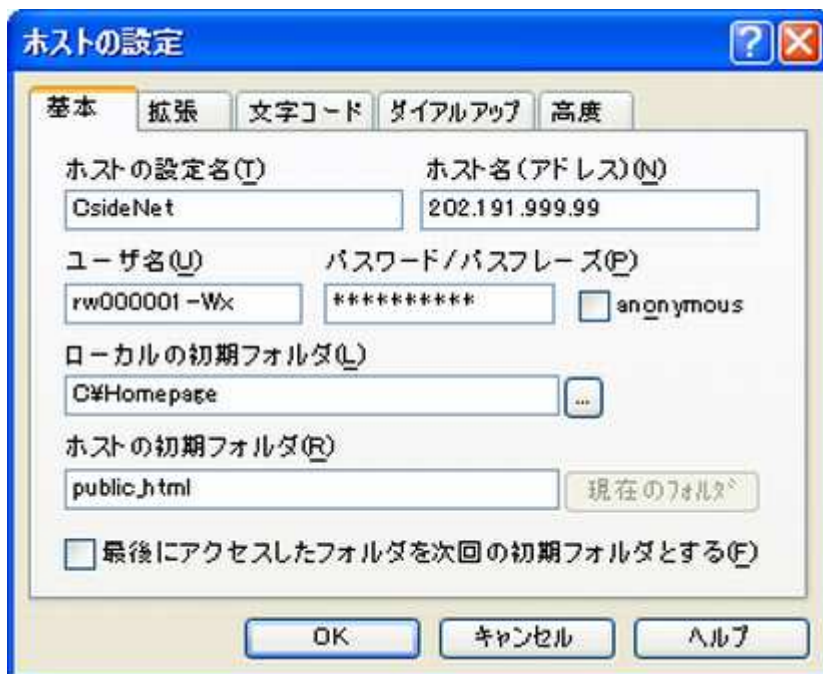 ホストの設定
基本 拡張 文字コード ダイアルアップ 高度
ホストの設定名(T) ホスト名(アドレス)(N)
CsideNet 202.191.999.99
ユーザ名(U) パスワード/パスフレーズ(P)
rw000001-Wx ********** anonymous
ローカルの初期フォルダ(L)
C¥Homepage ...
ホストの初期フォルダ(R)
public_html 現在のフォルダ
最後にアクセスしたフォルダを次回の初期フォルダとする(F)
OK キャンセル ヘルプ